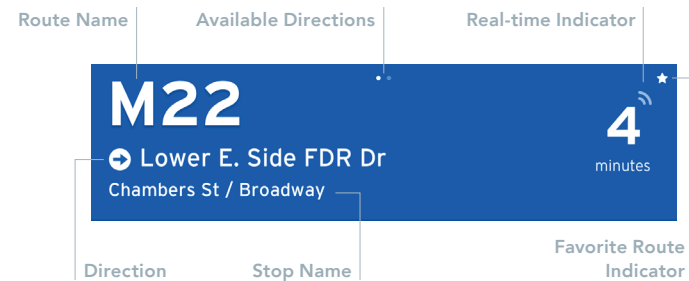 Route Name
Available Directions
Real-time Indicator
M22
4
minutes
Lower E. Side FDR Dr
Chambers St / Broadway
Direction
Stop Name
Favorite Route
Indicator